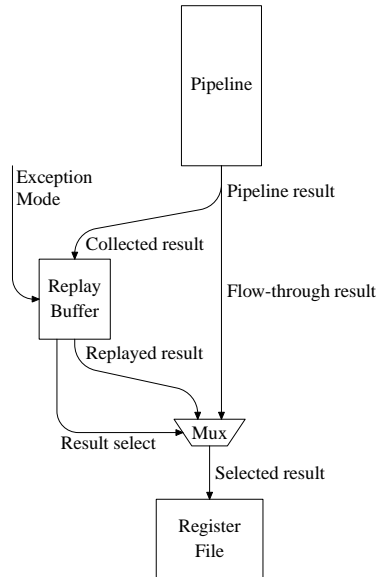 Pipeline
Exception
Mode
Pipeline result
Collected result
Replay
Buffer
Flow-through result
Replayed result
Result select
Mux
Selected result
Register
File